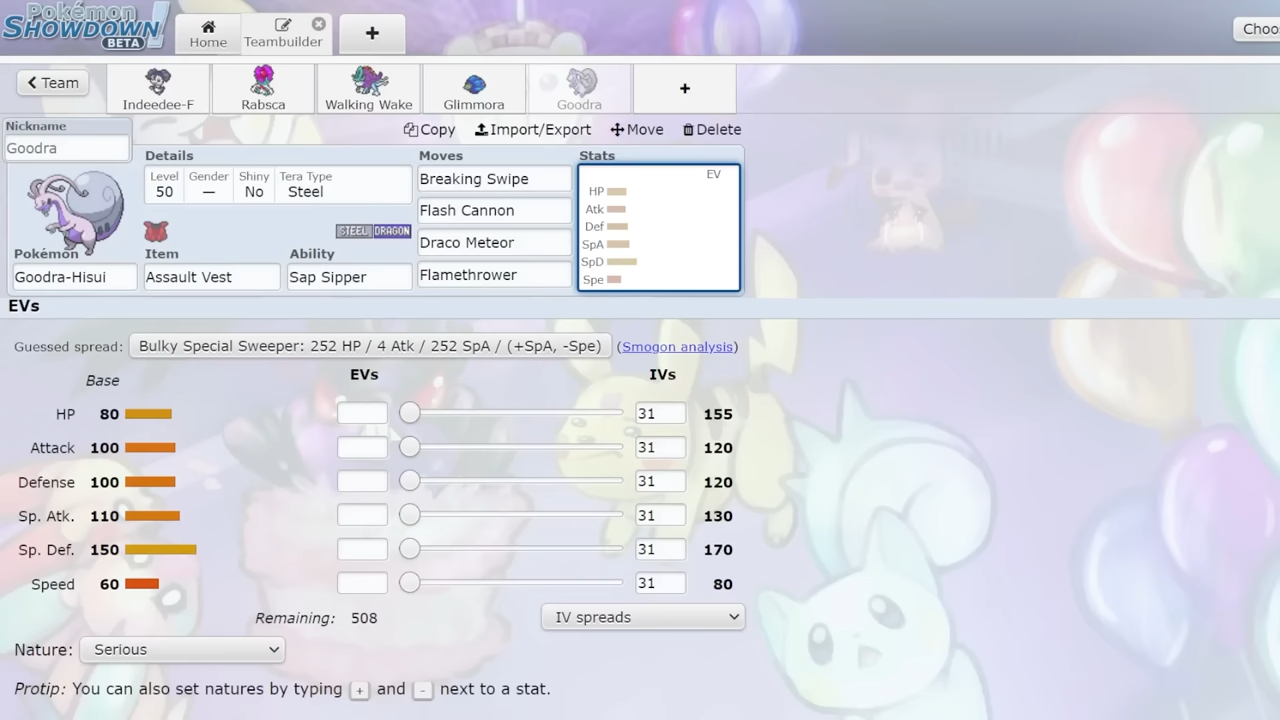 Pokémon
SHOWDOWN!
BETA
Home
Teambuilder
+
Choo
< Team
Indeedee-F
Rabsca
Walking Wake
Glimmora
Goodra
+
Nickname
Goodra
Copy
Import/Export
Move
Delete
Details
Moves
Stats
Level
Gender
Shiny
Tera Type
50
—
No
Steel
STEEL DRAGON
Pokémon
Item
Ability
Goodra-Hisui
Assault Vest
Sap Sipper
Breaking Swipe
Flash Cannon
Draco Meteor
Flamethrower
EV
HP
Atk
Def
SpA
SpD
Spe
EVs
Guessed spread: Bulky Special Sweeper: 252 HP / 4 Atk / 252 SpA / (+SpA, -Spe) (Smogon analysis)
Base EVs IVs
HP 80 31 155
Attack 100 31 120
Defense 100 31 120
Sp. Atk. 110 31 130
Sp. Def. 150 31 170
Speed 60 31 80
Remaining: 508 IV spreads
Nature: Serious
Protip: You can also set natures by typing + and - next to a stat.